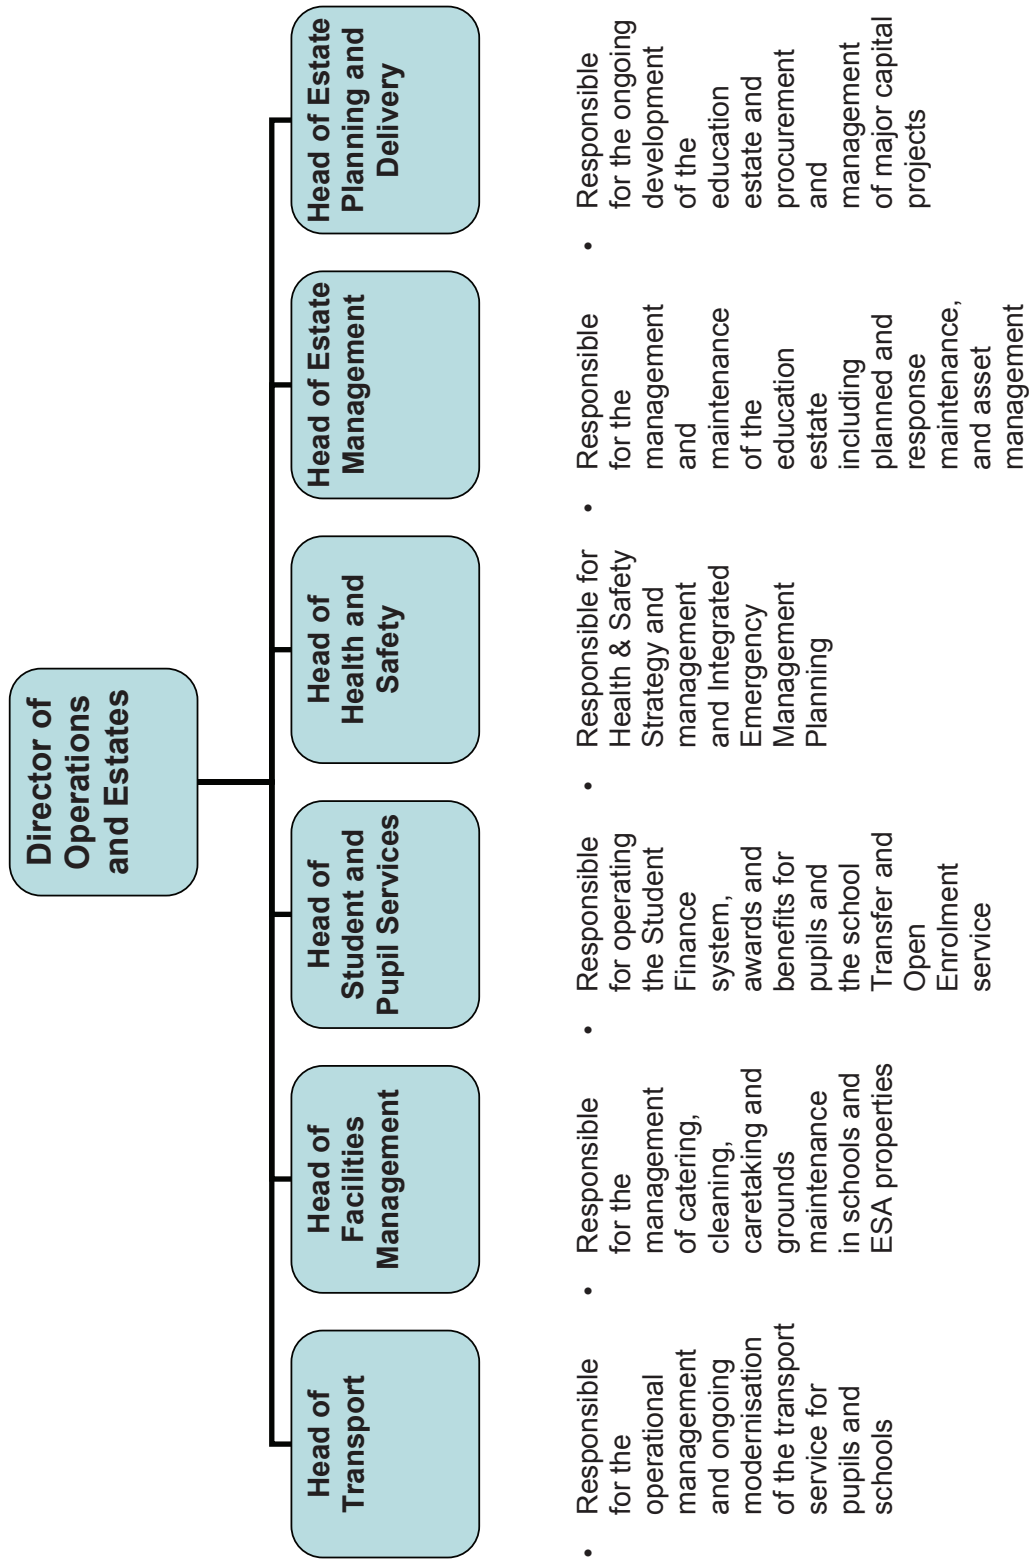 Director of
Operations
and Estates
Head of
Transport
Head of
Facilities
Management
Head of
Student and
Pupil Services
Head of
Health and
Safety
Head of Estate
Management
Head of Estate
Planning and
Delivery
• Responsible
for the
operational
management
and ongoing
modernisation
of the transport
service for
pupils and
schools
• Responsible
for the
management
of catering,
cleaning,
caretaking and
grounds
maintenance
in schools and
ESA properties
• Responsible
for operating
the Student
Finance
system,
awards and
benefits for
pupils and
the school
Transfer and
Open
Enrolment
service
• Responsible for
Health & Safety
Strategy and
management
and Integrated
Emergency
Management
Planning
• Responsible
for the
management
and
maintenance
of the
education
estate
including
planned and
response
maintenance,
and asset
management
• Responsible
for the ongoing
development
of the
education
estate and
procurement
and
management
of major capital
projects